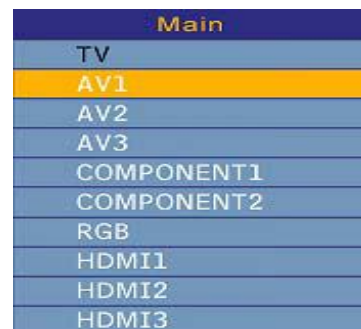 Main
TV
AV1
AV2
AV3
COMPONENT1
COMPONENT2
RGB
HDMI1
HDMI2
HDMI3